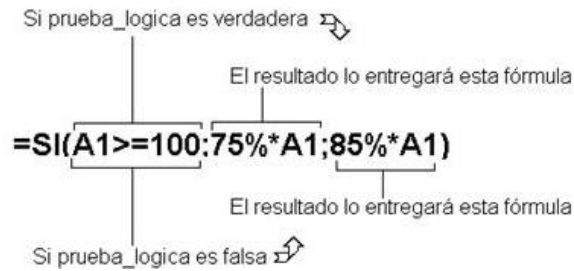 Si prueba_logica es verdadera
El resultado lo entregará esta fórmula
=SI(A1>=100;75%*A1;85%*A1)
El resultado lo entregará esta fórmula
Si prueba_logica es falsa